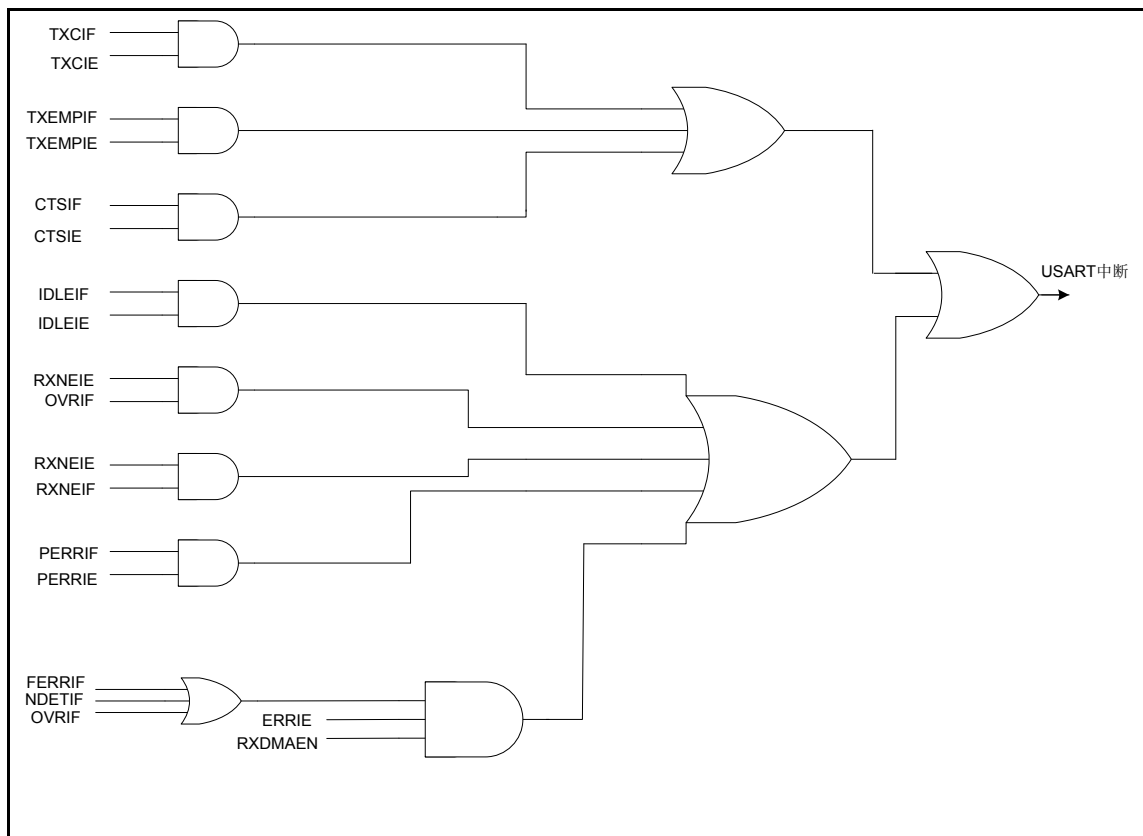 TXCIF
TXCIE
TXEMPIF
TXEMPIE
CTSIF
CTSIE
USART中断
IDLEIF
IDLEIE
RXNEIE
OVRIF
RXNEIE
RXNEIF
PERRIF
PERRIE
FERRIF
NDETIF
OVRIF
ERRIE
RXDMAEN